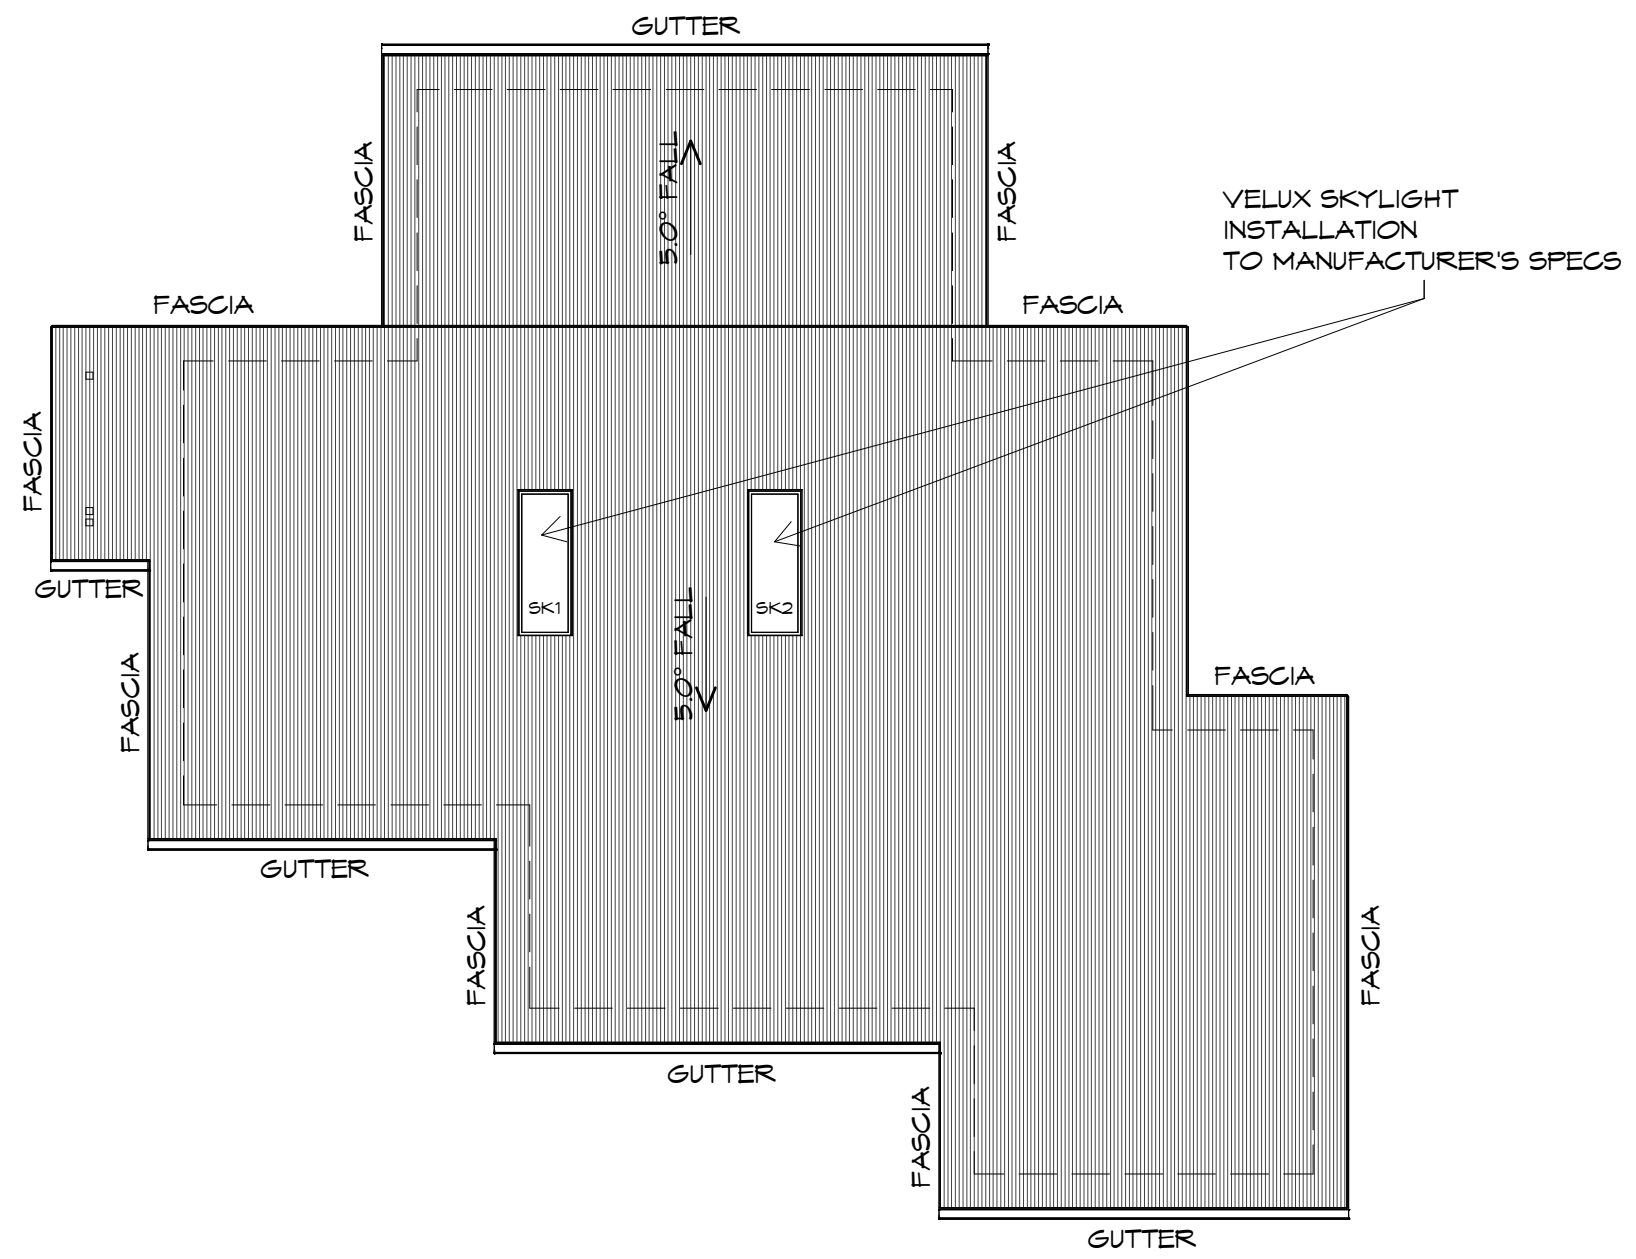 GUTTER
FASCIA
5.0° FALL
FASCIA
VELUX SKYLIGHT
INSTALLATION
TO MANUFACTURER'S SPECS
FASCIA
FASCIA
FASCIA
GUTTER
SK1
SK2
5.0° FALL
FASCIA
FASCIA
GUTTER
FASCIA
FASCIA
GUTTER
FASCIA
GUTTER